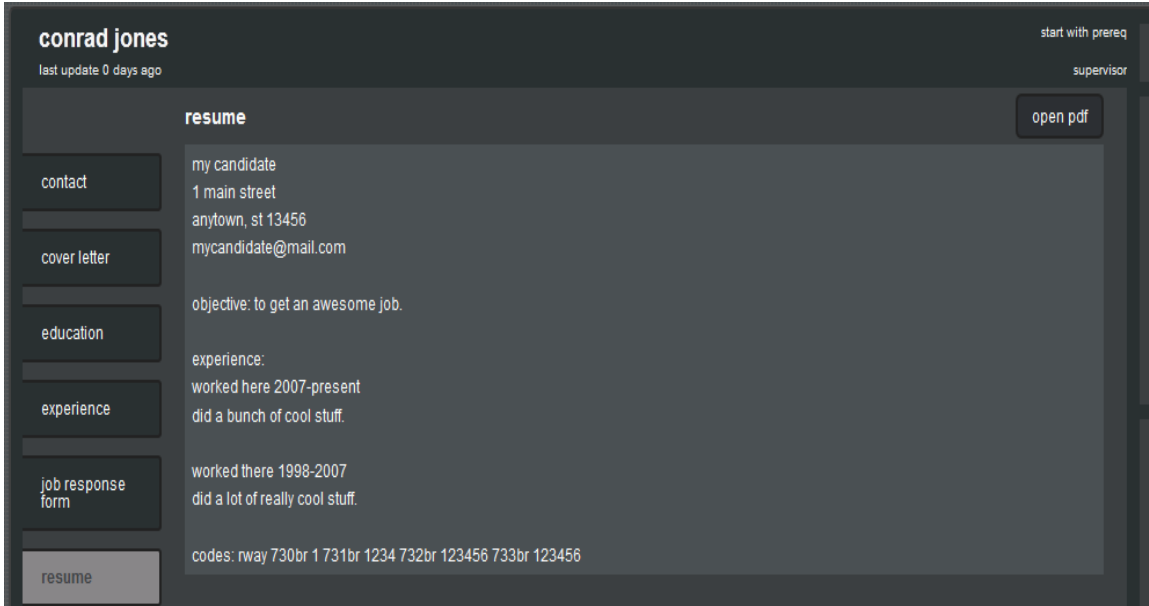 conrad jones
start with prereq
last update 0 days ago
supervisor
resume
open pdf
contact
cover letter
education
experience
job response
form
resume
my candidate
1 main street
anytown, st 13456
mycandidate@mail.com
objective: to get an awesome job.
experience:
worked here 2007-present
did a bunch of cool stuff.
worked there 1998-2007
did a lot of really cool stuff.
codes: rway 730br 1 731br 1234 732br 123456 733br 123456